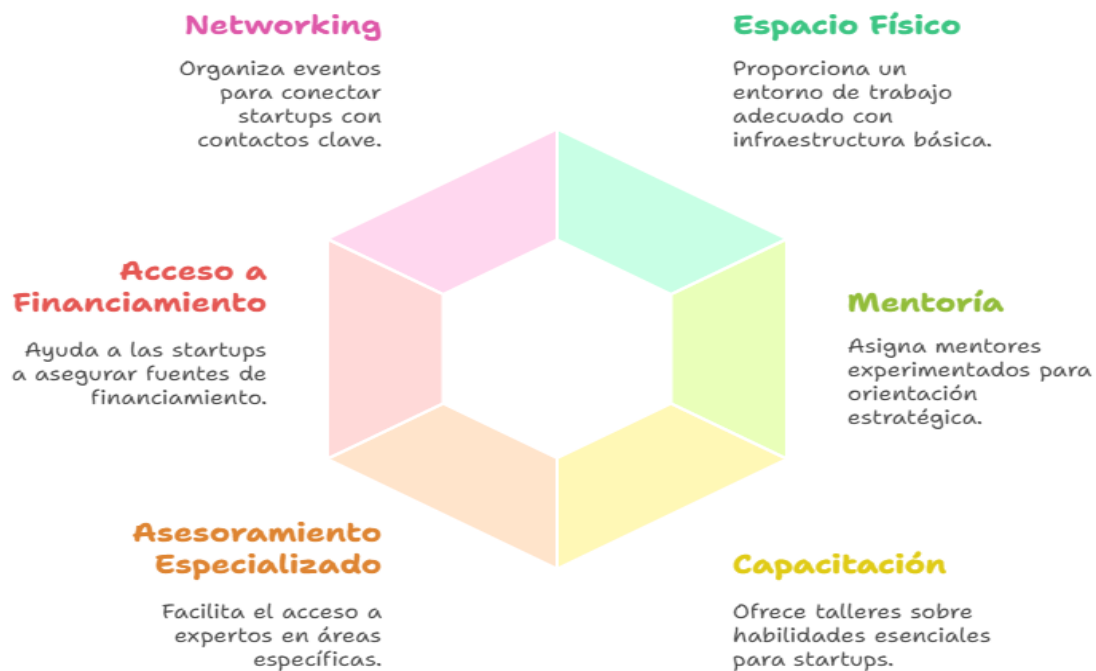 Networking
Organiza eventos
para conectar
startups con
contactos clave.
Espacio Físico
Proporciona un
entorno de trabajo
adecuado con
infraestructura básica.
Acceso a
Financiamiento
Ayuda a las startups
a asegurar fuentes de
financiamiento.
Mentoría
Asigna mentores
experimentados para
orientación
estratégica.
Asesoramiento
Especializado
Facilita el acceso a
expertos en áreas
específicas.
Capacitación
Ofrece talleres sobre
habilidades esenciales
para startups.